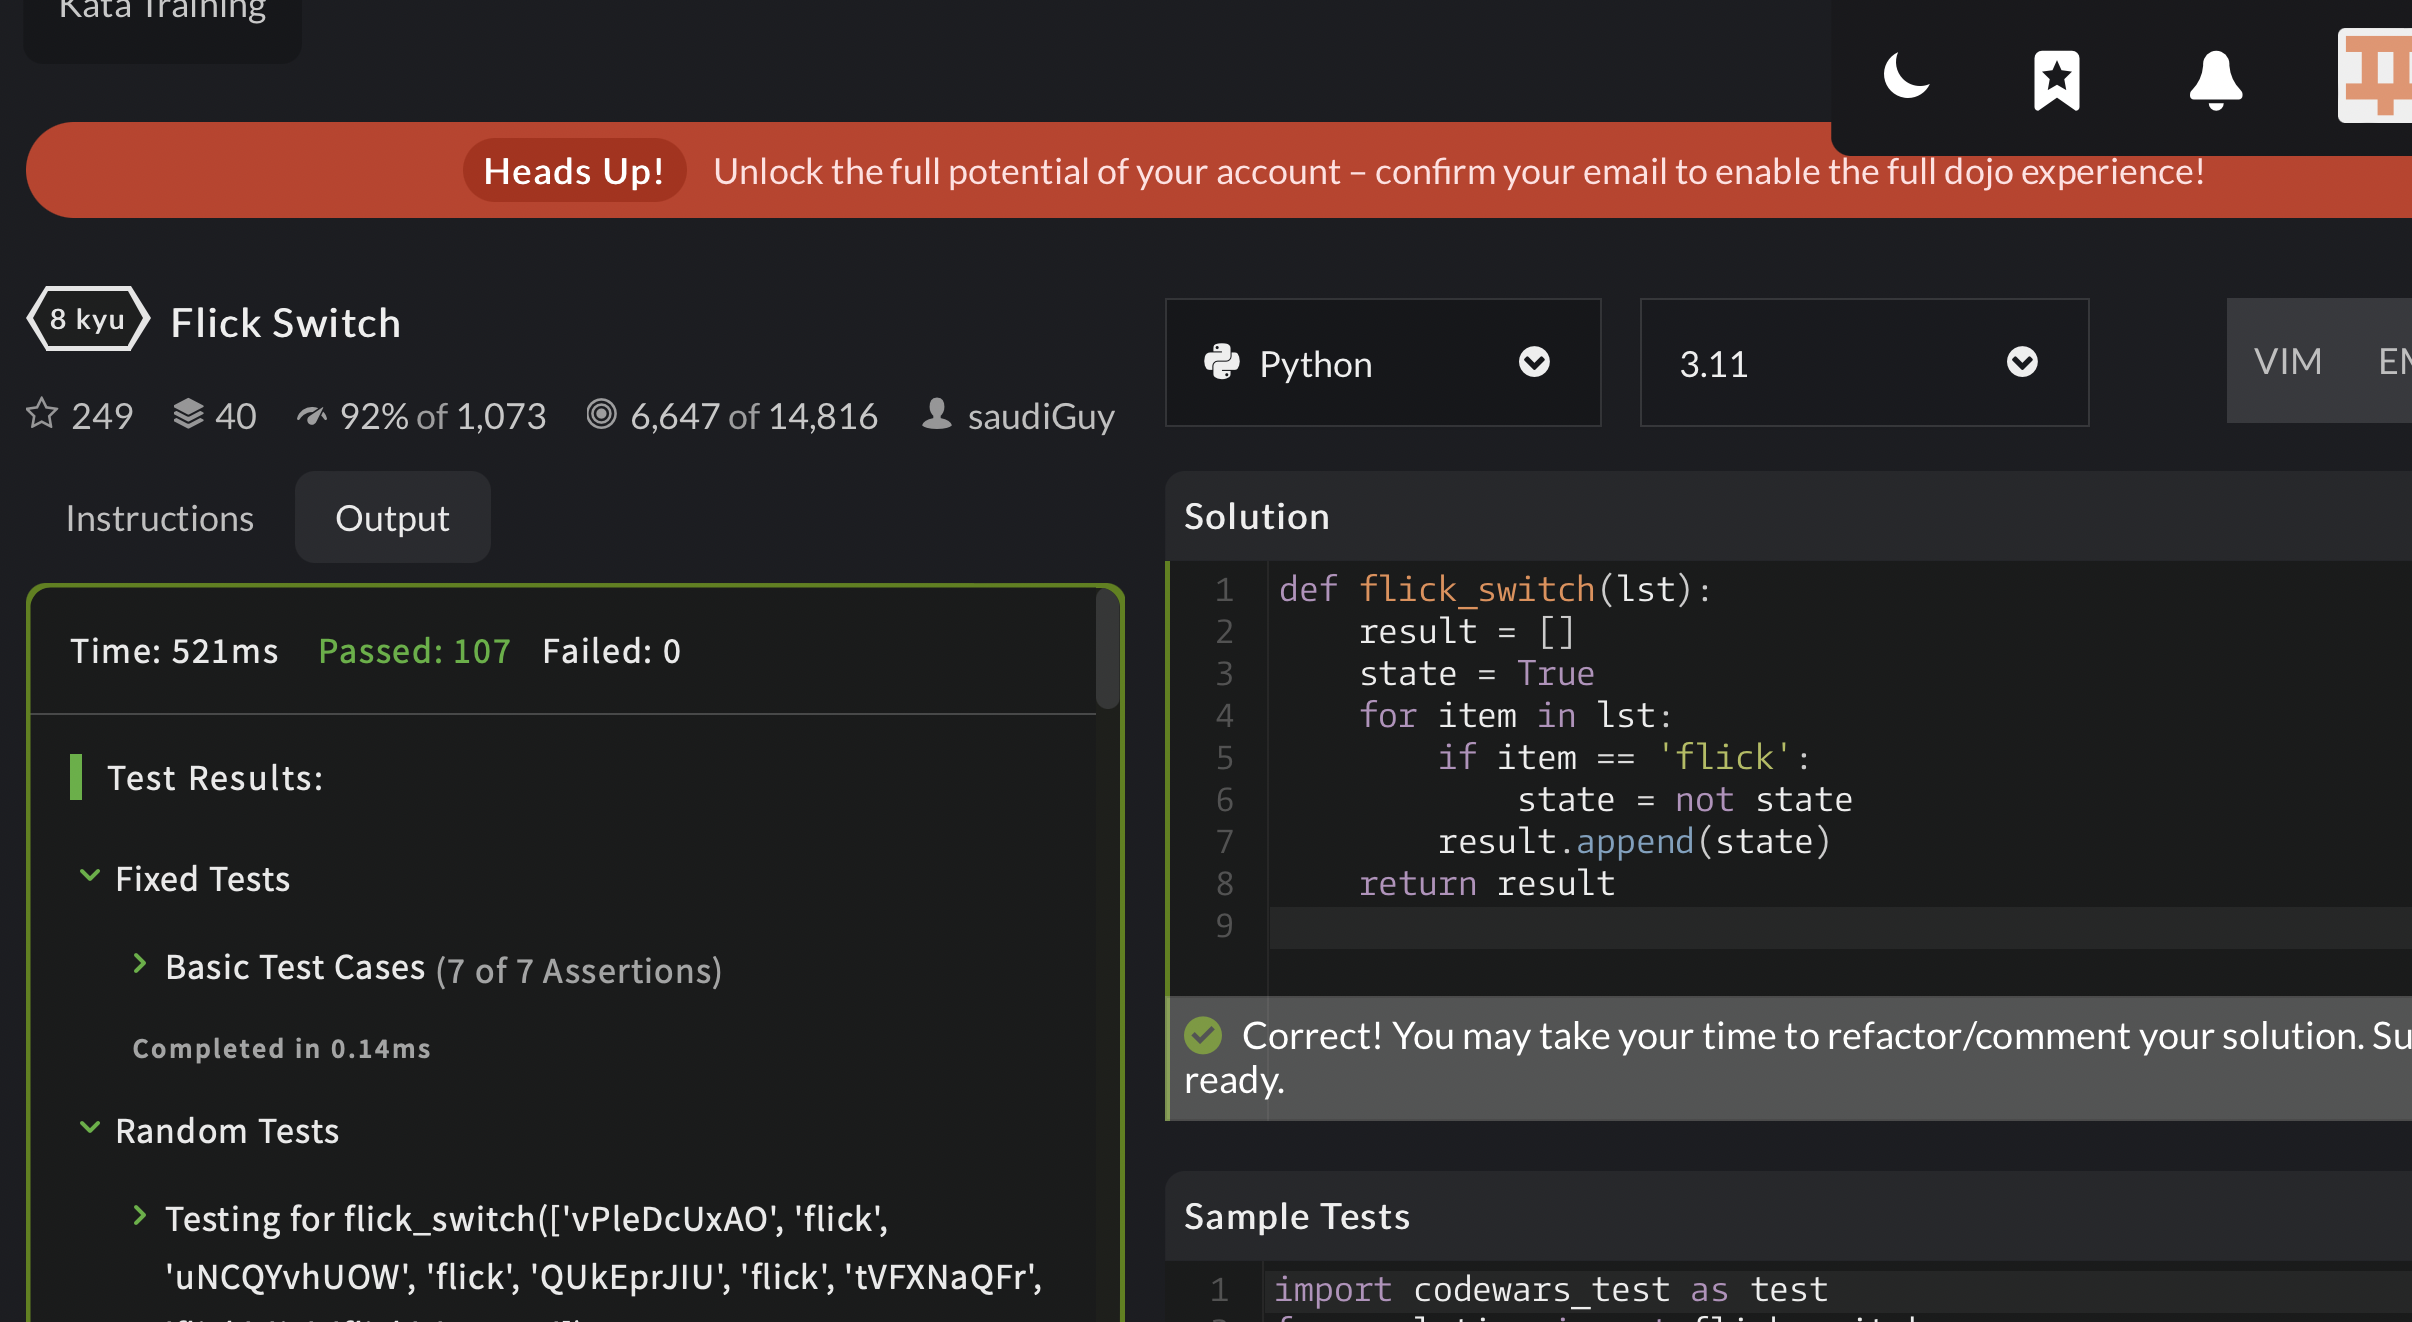 Kata Training
Heads Up! Unlock the full potential of your account – confirm your email to enable the full dojo experience!
8 kyu Flick Switch
249 40 92% of 1,073 6,647 of 14,816 saudiGuy
Python 3.11 VIM
Instructions Output
Time: 521ms Passed: 107 Failed: 0
Test Results:
Fixed Tests
Basic Test Cases (7 of 7 Assertions)
Completed in 0.14ms
Random Tests
Testing for flick_switch(['vPleDcUxAO', 'flick',
'uNCQYvhUOW', 'flick', 'QUkEprJIU', 'flick', 'tVFXNaQFr',
Solution
1 def flick_switch(lst):
2     result = []
3     state = True
4     for item in lst:
5         if item == 'flick':
6             state = not state
7         result.append(state)
8     return result
9
Correct! You may take your time to refactor/comment your solution.
ready.
Sample Tests
1 import codewars_test as test